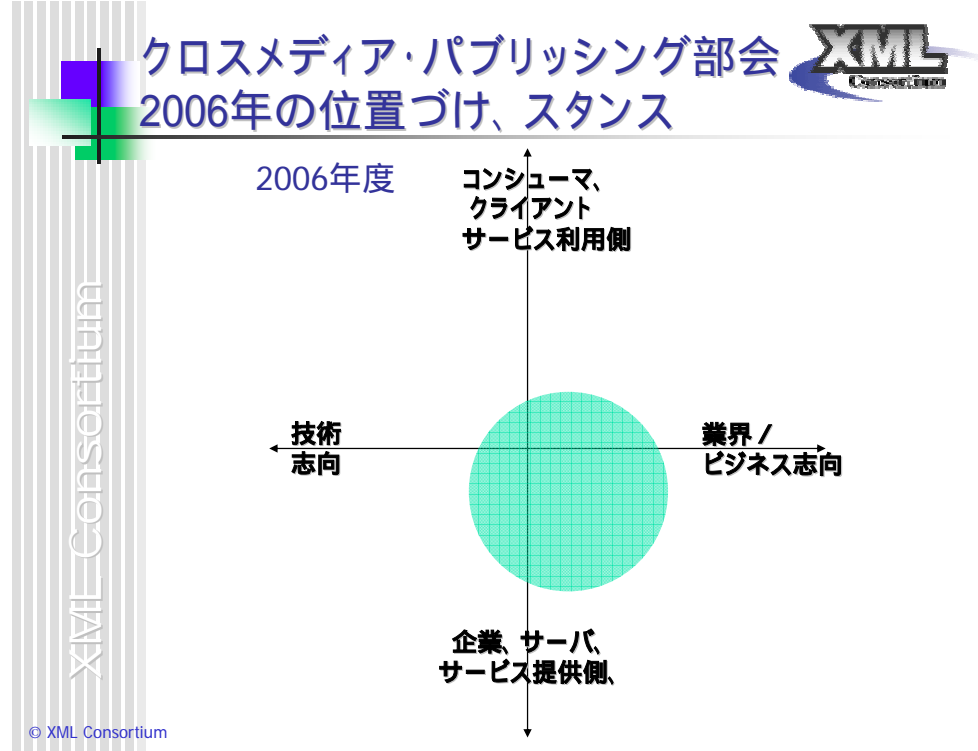 クロスメディア・パブリッシング部会
2006年の位置づけ、スタンス
XML
Consortium
2006年度
コンシューマ、
クライアント
サービス利用側
技術
志向
業界／
ビジネス志向
企業、サーバ、
サービス提供側、
XML Consortium
© XML Consortium